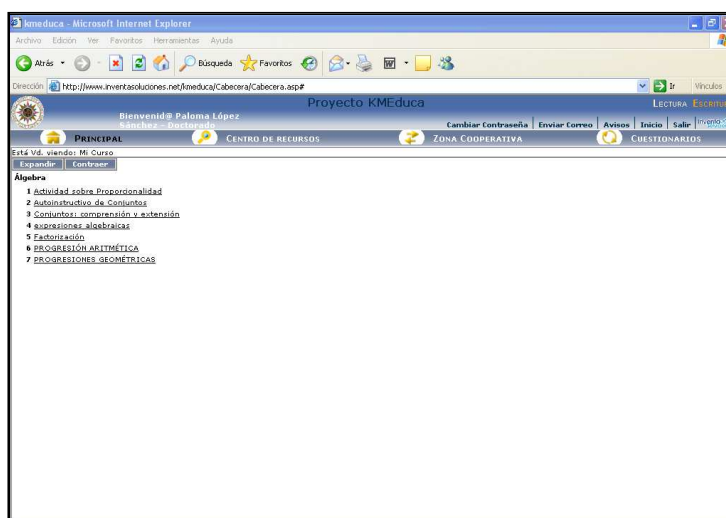 kmeduca - Microsoft Internet Explorer
Archivo Edición Ver Favoritos Herramientas Ayuda
Atrás Búsqueda Favoritos
Dirección http://www.inventasoluciones.net/kmeduca/Cabecera/Cabecera.asp# Ir Vínculos
Proyecto KMEduca
LECTURA ESCRITU
Bienvenid@ Paloma López
Sánchez - Doctorado
Cambiar Contraseña Enviar Correo Avisos Inicio Salir
PRINCIPAL CENTRO DE RECURSOS ZONA COOPERATIVA CUESTIONARIOS
Está Vd. viendo: Mi Curso
Expandir Contraer
Álgebra
1 Actividad sobre Proporcionalidad
2 Autoinstructivo de Conjuntos
3 Conjuntos: comprensión y extensión
4 expresiones algebraicas
5 Factorización
6 PROGRESIÓN ARITMÉTICA
7 PROGRESIONES GEOMÉTRICAS